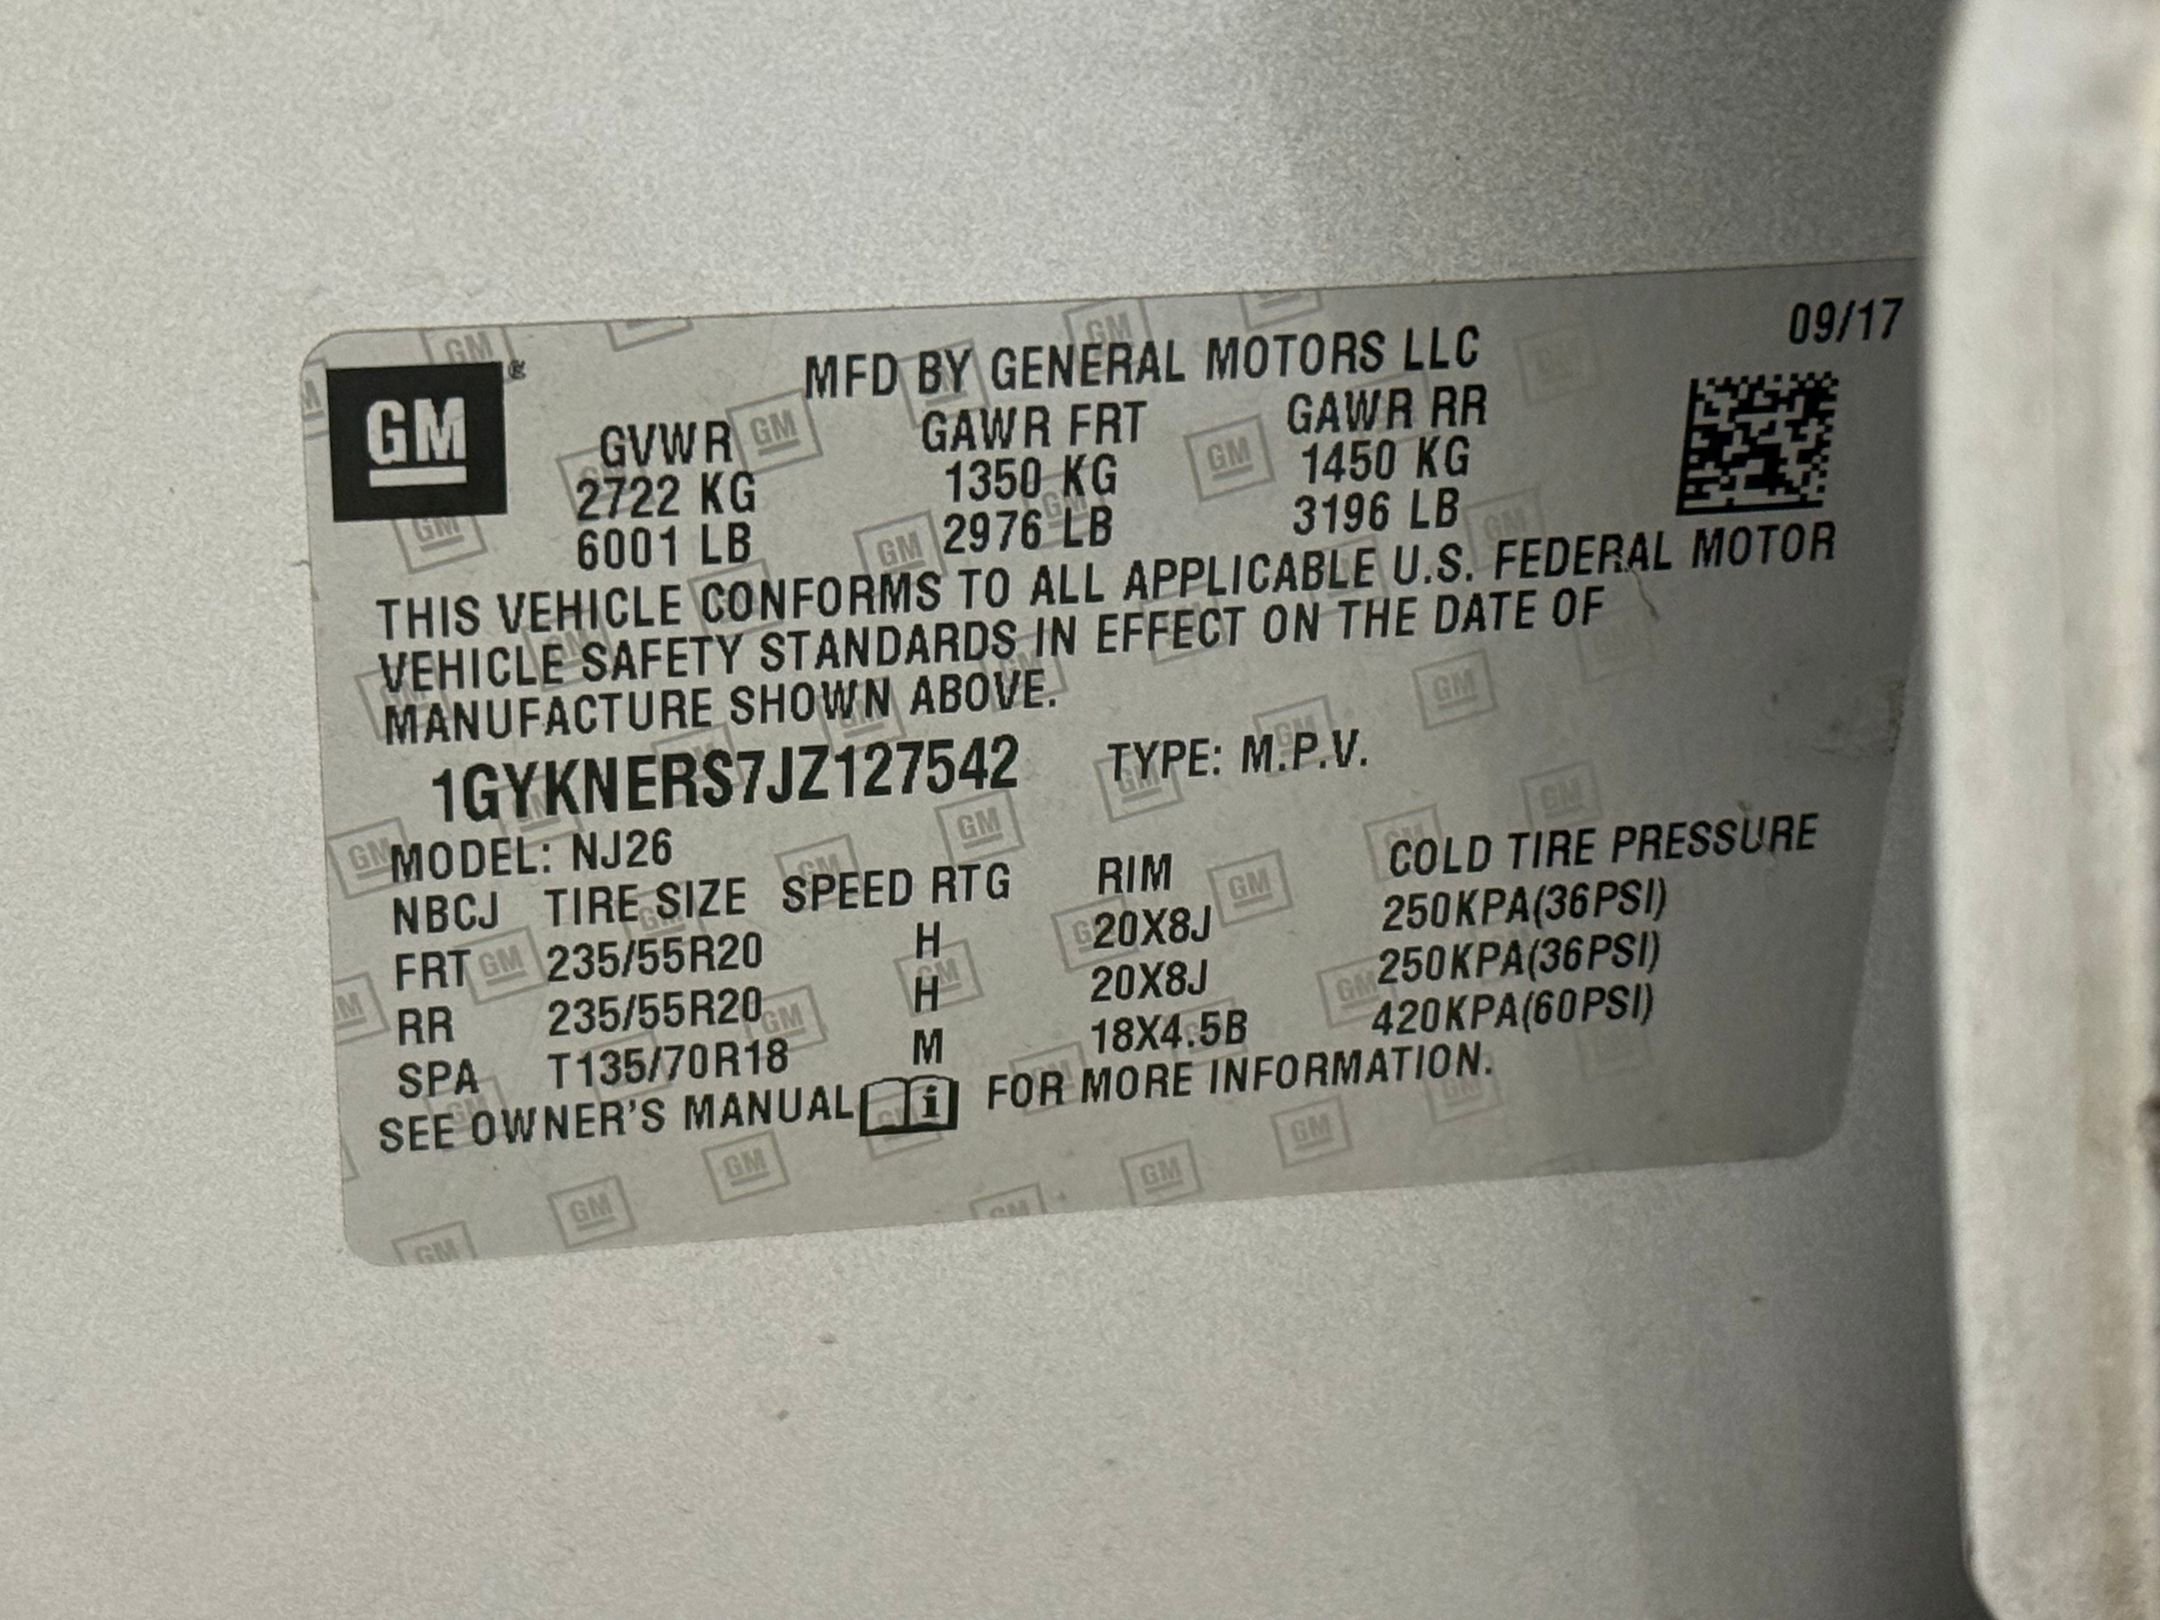 09/17
GM
MFD BY GENERAL MOTORS LLC
GVWR GAWR FRT GAWR RR
2722 KG 1350 KG 1450 KG
6001 LB 2976 LB 3196 LB
THIS VEHICLE CONFORMS TO ALL APPLICABLE U.S. FEDERAL MOTOR
VEHICLE SAFETY STANDARDS IN EFFECT ON THE DATE OF
MANUFACTURE SHOWN ABOVE.
1GYKNERS7JZ127542 TYPE: M.P.V.
MODEL: NJ26
NBCJ TIRE SIZE SPEED RTG RIM COLD TIRE PRESSURE
FRT 235/55R20 H 20X8J 250KPA(36PSI)
RR 235/55R20 H 20X8J 250KPA(36PSI)
SPA T135/70R18 M 18X4.5B 420KPA(60PSI)
SEE OWNER'S MANUAL i FOR MORE INFORMATION.